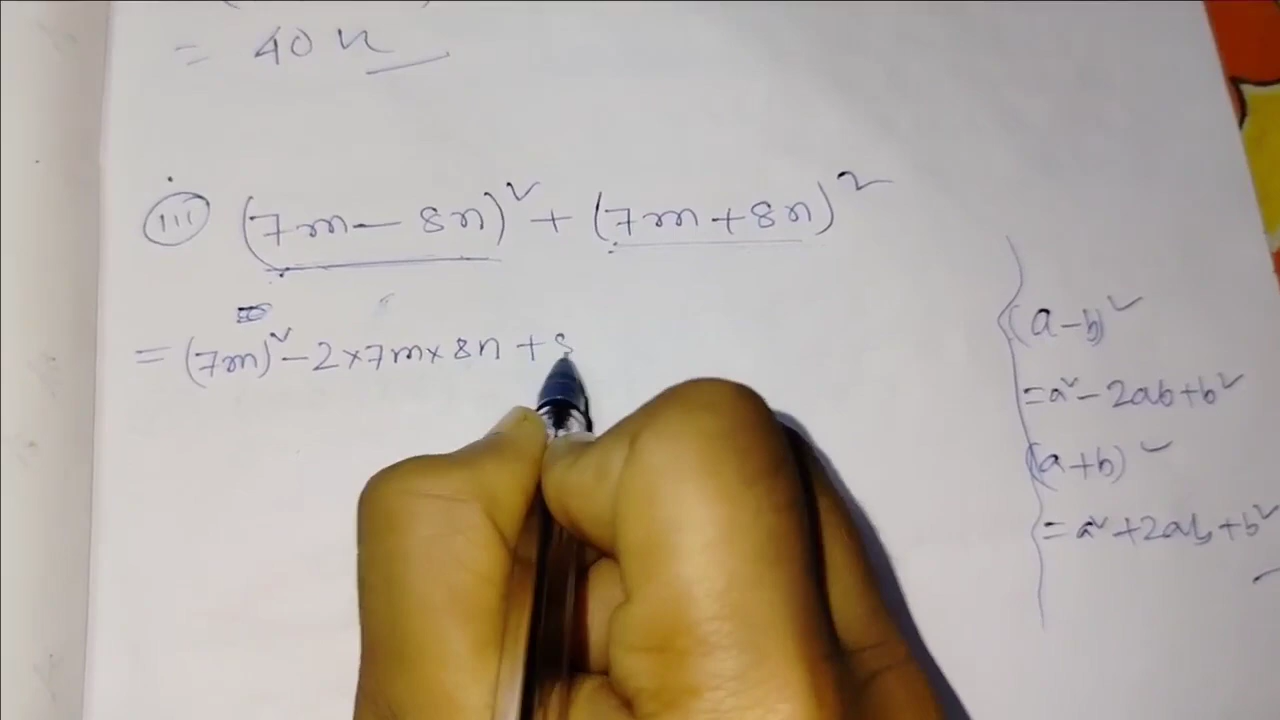 = 40n
(iii) (7m - 8n)² + (7m + 8n)²
= (7m)² - 2×7m×8n + 8
(a-b)²
= a² - 2ab + b²
(a+b)²
= a² + 2ab + b²